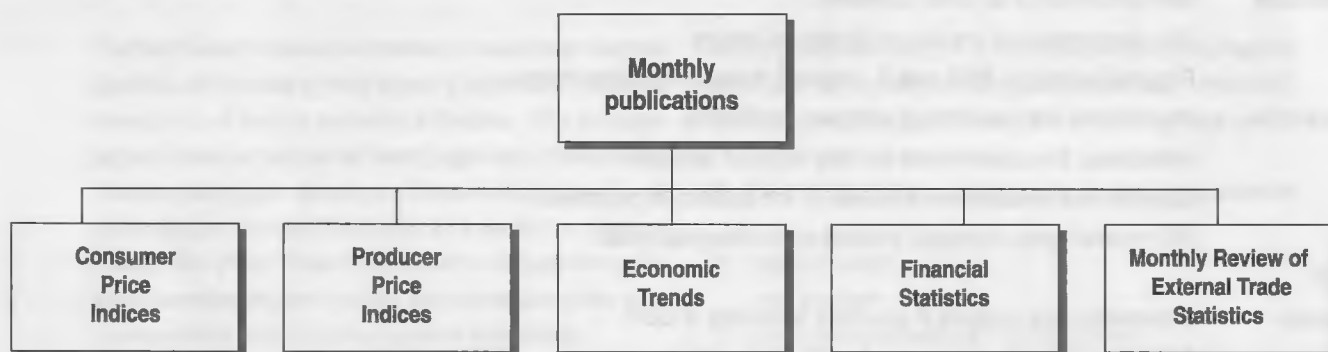 Monthly
publications
Consumer
Price
Indices
Producer
Price
Indices
Economic
Trends
Financial
Statistics
Monthly Review of
External Trade
Statistics